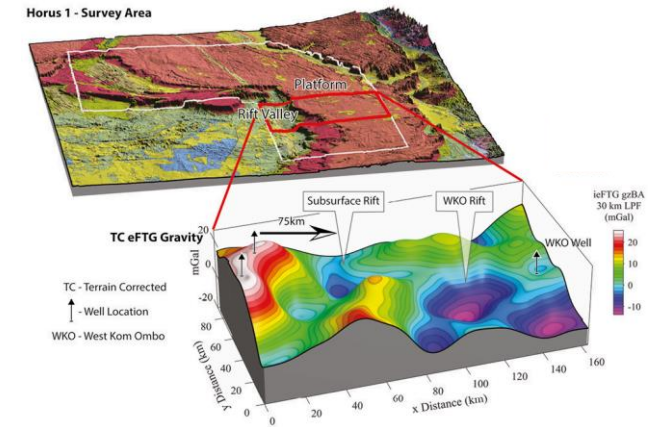 Horus 1 - Survey Area
Platform
Rift Valley
Subsurface Rift
WKO Rift
ieFTG gzBA
30 km LPF
(mGal)
20
10
0
-10
75km
TC eFTG Gravity
WKO Well
20
0
-20
mGal
TC - Terrain Corrected
- Well Location
WKO - West Kom Ombo
80
60
40
20
0
y Distance (km)
0
20
40
60
80
100
120
140
160
x Distance (km)